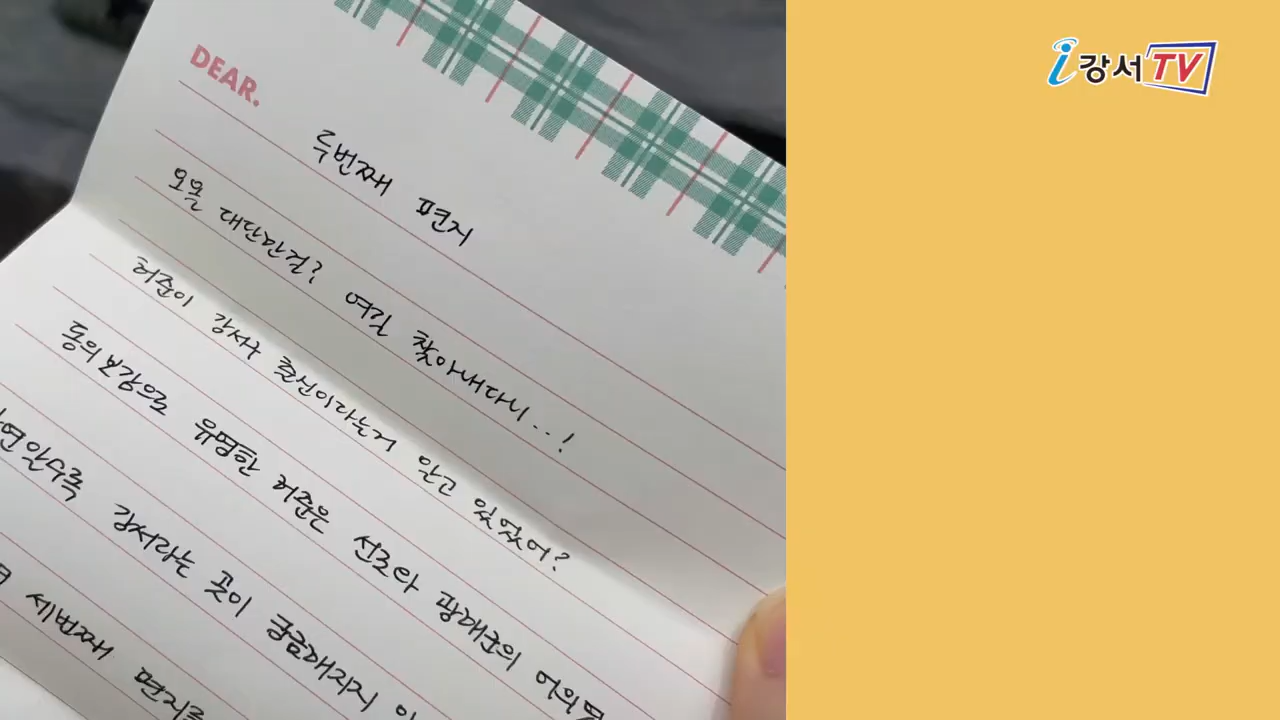 i강서TV
DEAR.
두번째 편지
오올 대단한걸? 여길 찾아내다니...!
허준이 강서구 출신이라는거 알고 있었어?
동의보감으로 유명한 허준은 선조와 광해군의 어의
알수록 강서라는 곳이 궁금해지지
세번째 편지를